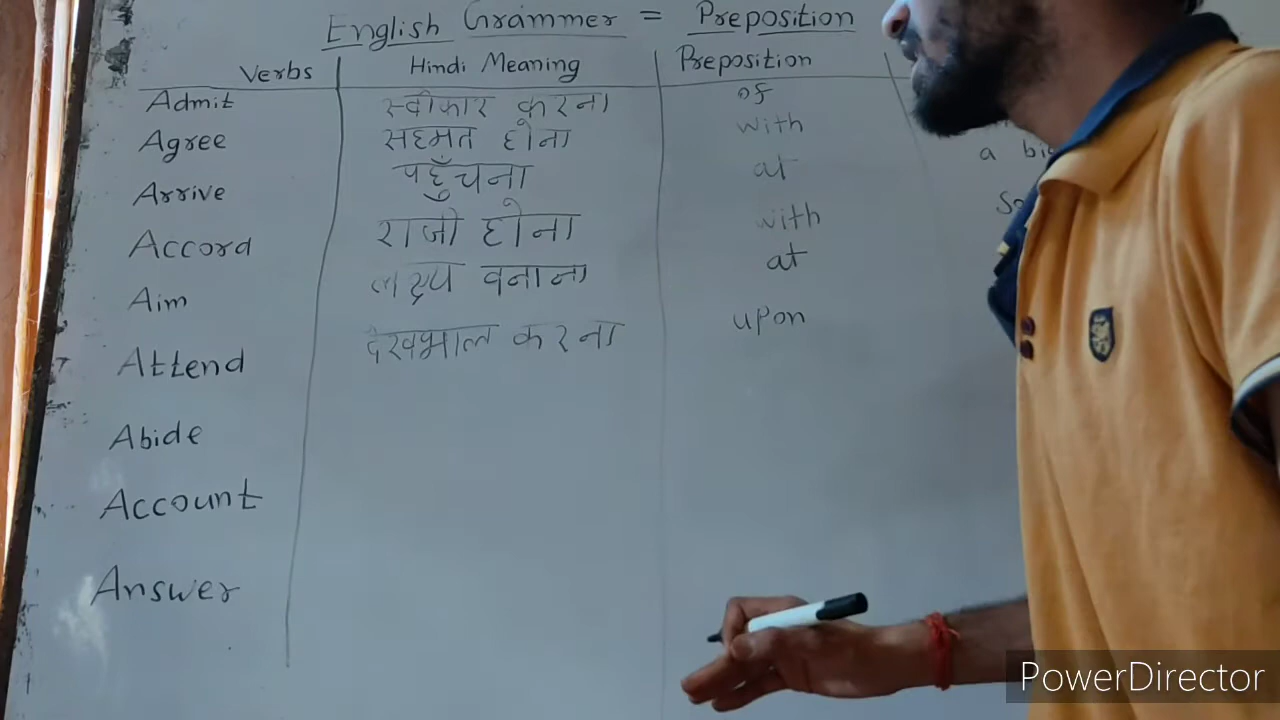 English Grammer = Preposition
Verbs Hindi Meaning Preposition
Admit स्वीकार करना of
Agree सहमत होना with
Arrive पहुँचना at
a
Accord राजी होना with
Aim लक्ष्य वनाना at
Attend देखभाल करना upon
Abide
Account
Answer
PowerDirector